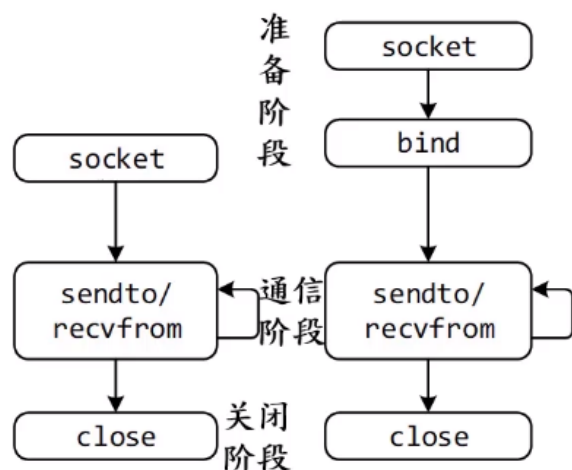 准
备
阶
段
socket
bind
socket
sendto/
recvfrom
通信
阶段
sendto/
recvfrom
close
关闭
阶段
close